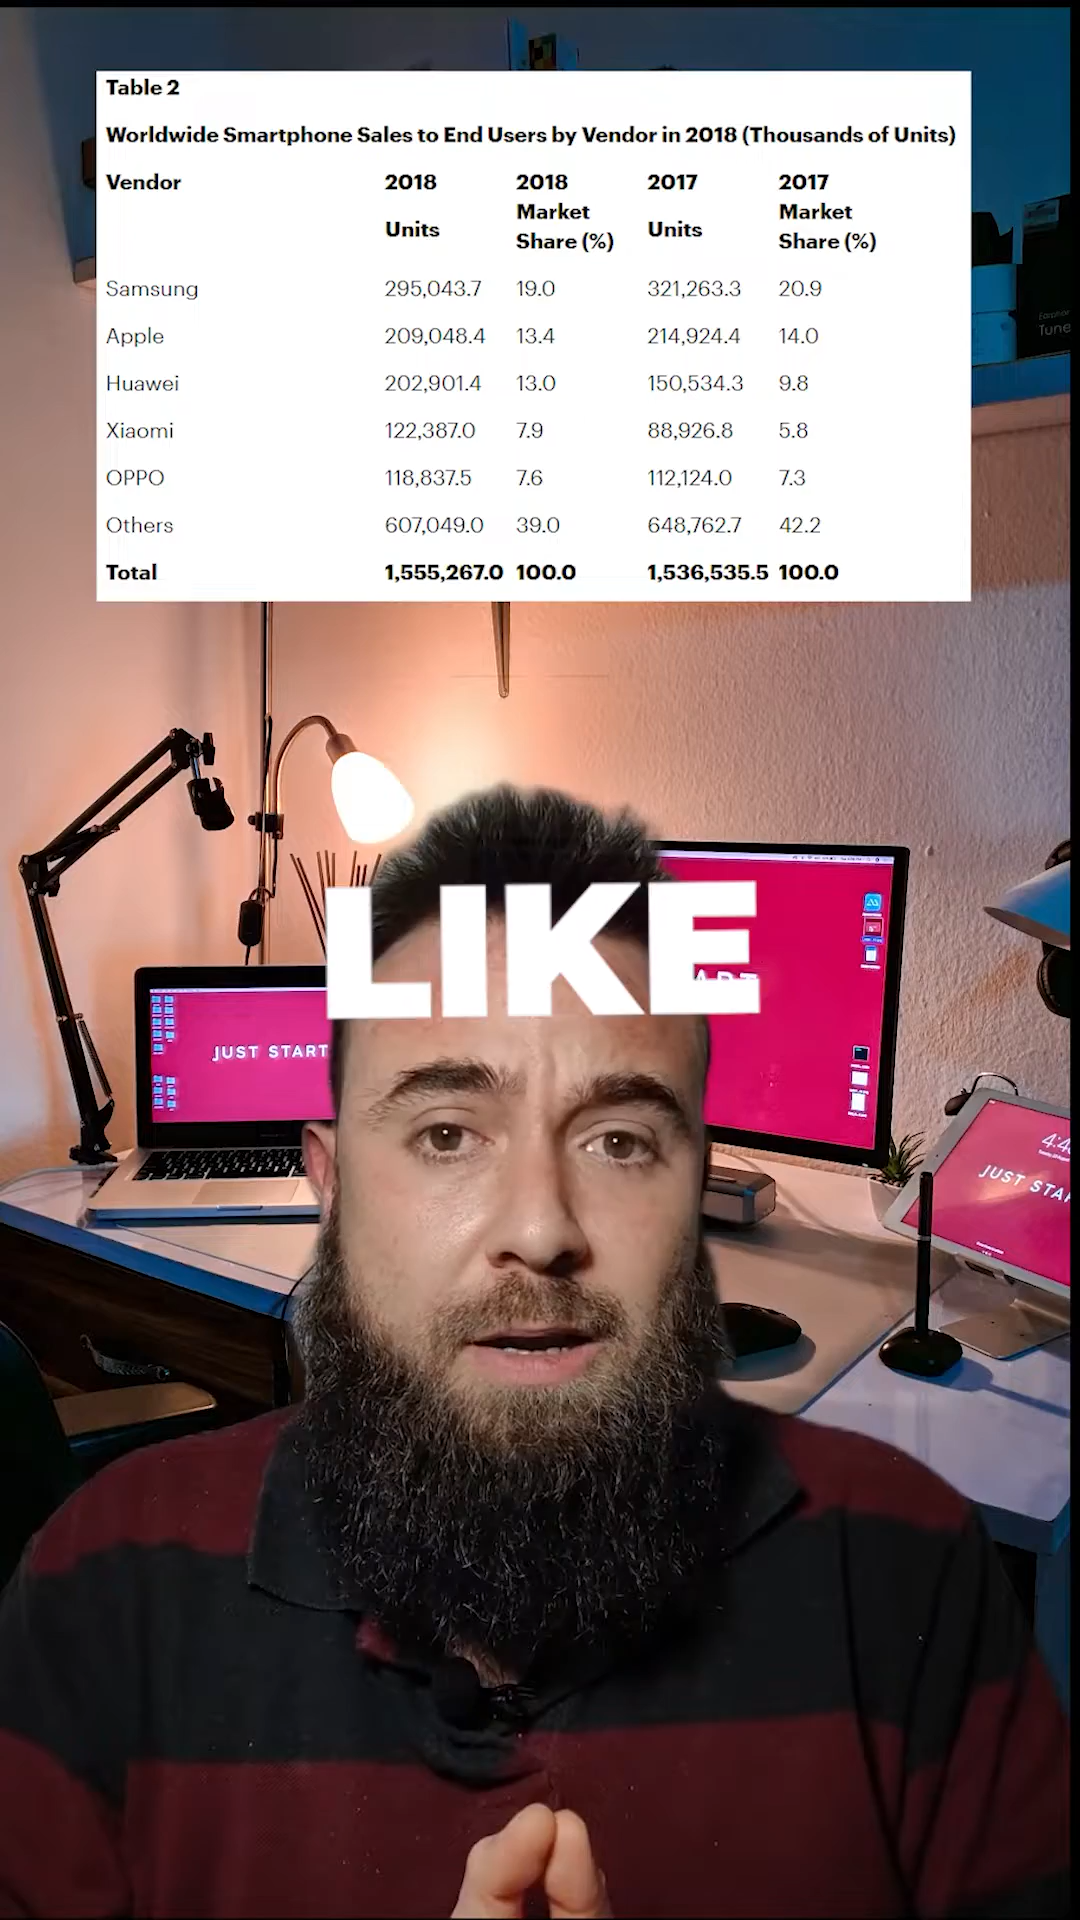 Table 2
Worldwide Smartphone Sales to End Users by Vendor in 2018 (Thousands of Units)
Vendor 2018 Units 2018 Market Share (%) 2017 Units 2017 Market Share (%)
Samsung 295,043.7 19.0 321,263.3 20.9
Apple 209,048.4 13.4 214,924.4 14.0
Huawei 202,901.4 13.0 150,534.3 9.8
Xiaomi 122,387.0 7.9 88,926.8 5.8
OPPO 118,837.5 7.6 112,124.0 7.3
Others 607,049.0 39.0 648,762.7 42.2
Total 1,555,267.0 100.0 1,536,535.5 100.0
Tune
LIKE
JUST START
JUST STA